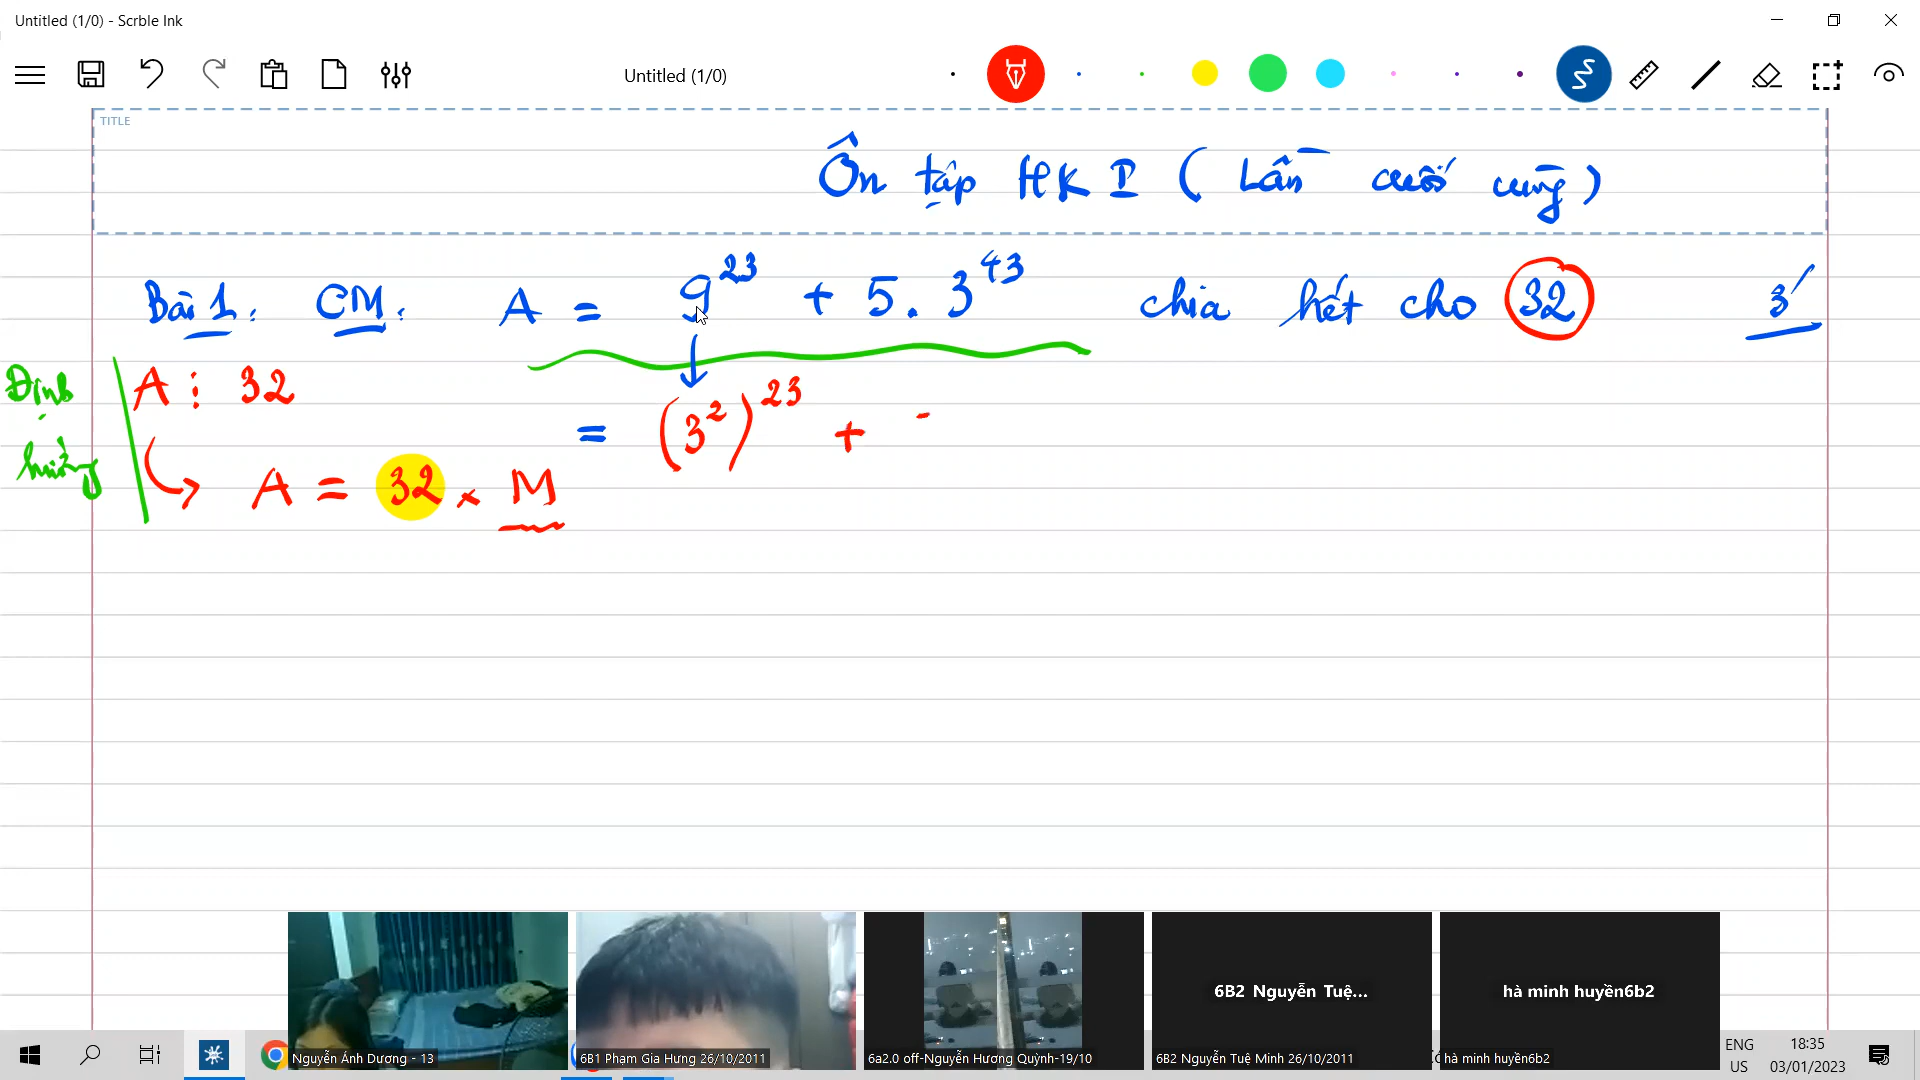 Untitled (1/0) - Scrble Ink
Untitled (1/0)
TITLE
Ôn tập HK I ( Lần cuối cùng )
Bài 1: CM: A = 9^23 + 5. 3^43 chia hết cho 32 3'
Định hướng
A ⋮ 32
= (3^2)^23 +
A = 32 × M
6B2 Nguyễn Tuệ...
hà minh huyền6b2
Nguyễn Ánh Dương - 13
6B1 Phạm Gia Hưng 26/10/2011
6a2.0 off-Nguyễn Hương Quỳnh-19/10
6B2 Nguyễn Tuệ Minh 26/10/2011
hà minh huyền6b2
ENG
US
18:35
03/01/2023